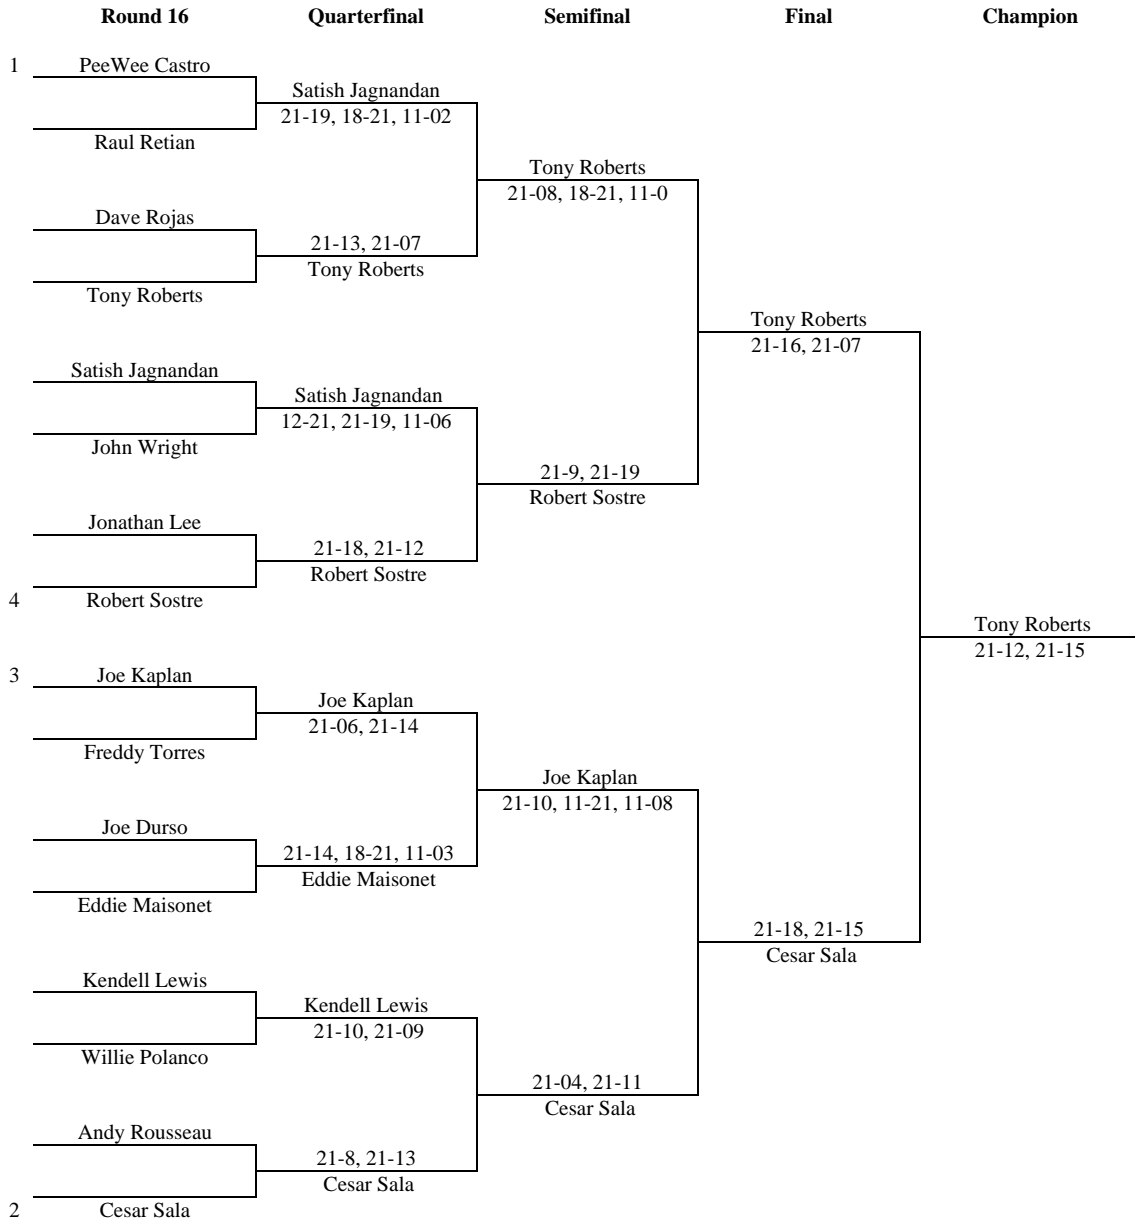 Round 16 Quarterfinal Semifinal Final Champion
1 PeeWee Castro
Satish Jagnandan
21-19, 18-21, 11-02
Raul Retian
Tony Roberts
21-08, 18-21, 11-0
Dave Rojas
21-13, 21-07
Tony Roberts
Tony Roberts
Tony Roberts
21-16, 21-07
Satish Jagnandan
Satish Jagnandan
12-21, 21-19, 11-06
John Wright
21-9, 21-19
Robert Sostre
Jonathan Lee
21-18, 21-12
Robert Sostre
4 Robert Sostre
Tony Roberts
21-12, 21-15
3 Joe Kaplan
Joe Kaplan
21-06, 21-14
Freddy Torres
Joe Kaplan
21-10, 11-21, 11-08
Joe Durso
21-14, 18-21, 11-03
Eddie Maisonet
Eddie Maisonet
21-18, 21-15
Cesar Sala
Kendell Lewis
Kendell Lewis
21-10, 21-09
Willie Polanco
21-04, 21-11
Cesar Sala
Andy Rousseau
21-8, 21-13
Cesar Sala
2 Cesar Sala